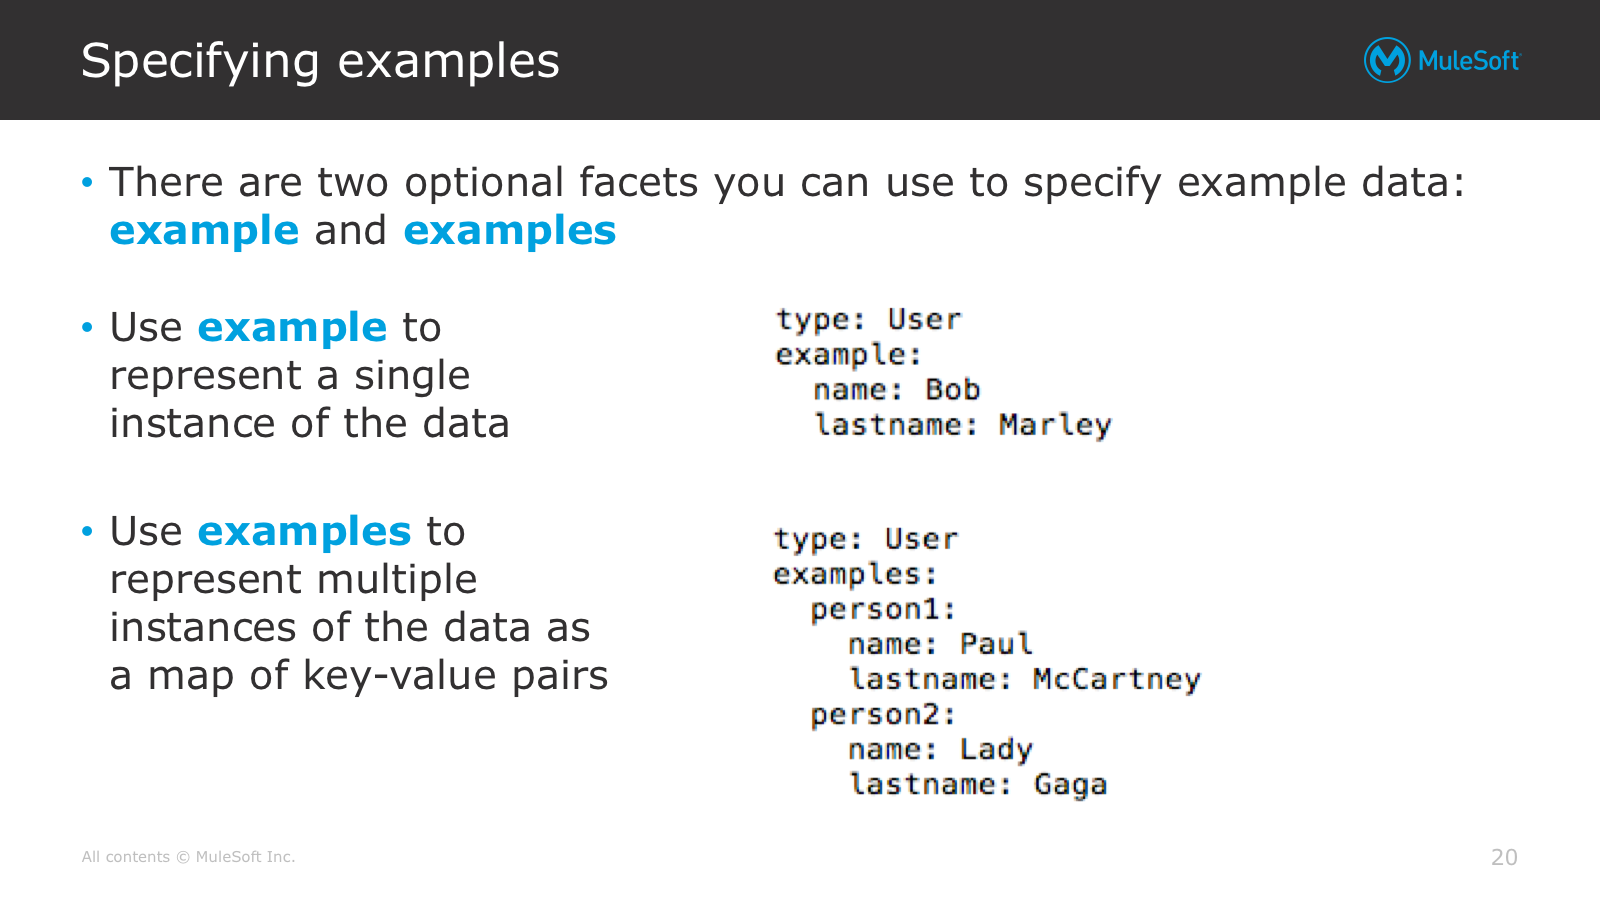 Specifying examples
MuleSoft
• There are two optional facets you can use to specify example data:
example and examples
• Use example to
represent a single
instance of the data
type: User
example:
  name: Bob
  lastname: Marley
• Use examples to
represent multiple
instances of the data as
a map of key-value pairs
type: User
examples:
  person1:
    name: Paul
    lastname: McCartney
  person2:
    name: Lady
    lastname: Gaga
All contents © MuleSoft Inc.
20